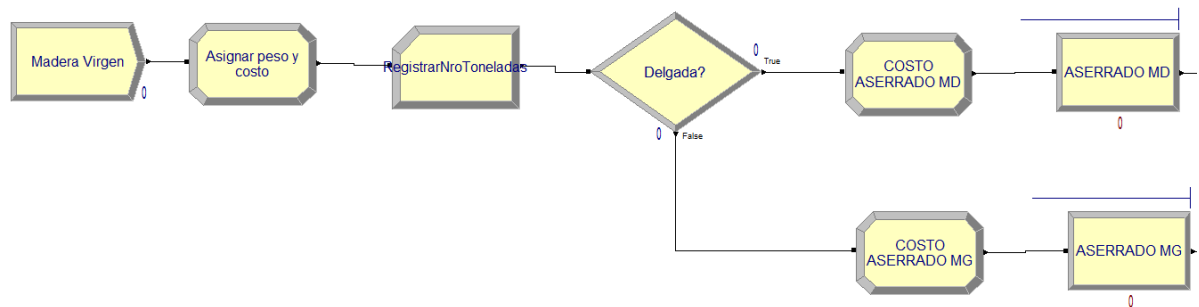 Madera Virgen
0
Asignar peso y
costo
RegistrarNroToneladas
Delgada?
0
True
0
False
COSTO
ASERRADO MD
ASERRADO MD
0
COSTO
ASERRADO MG
ASERRADO MG
0